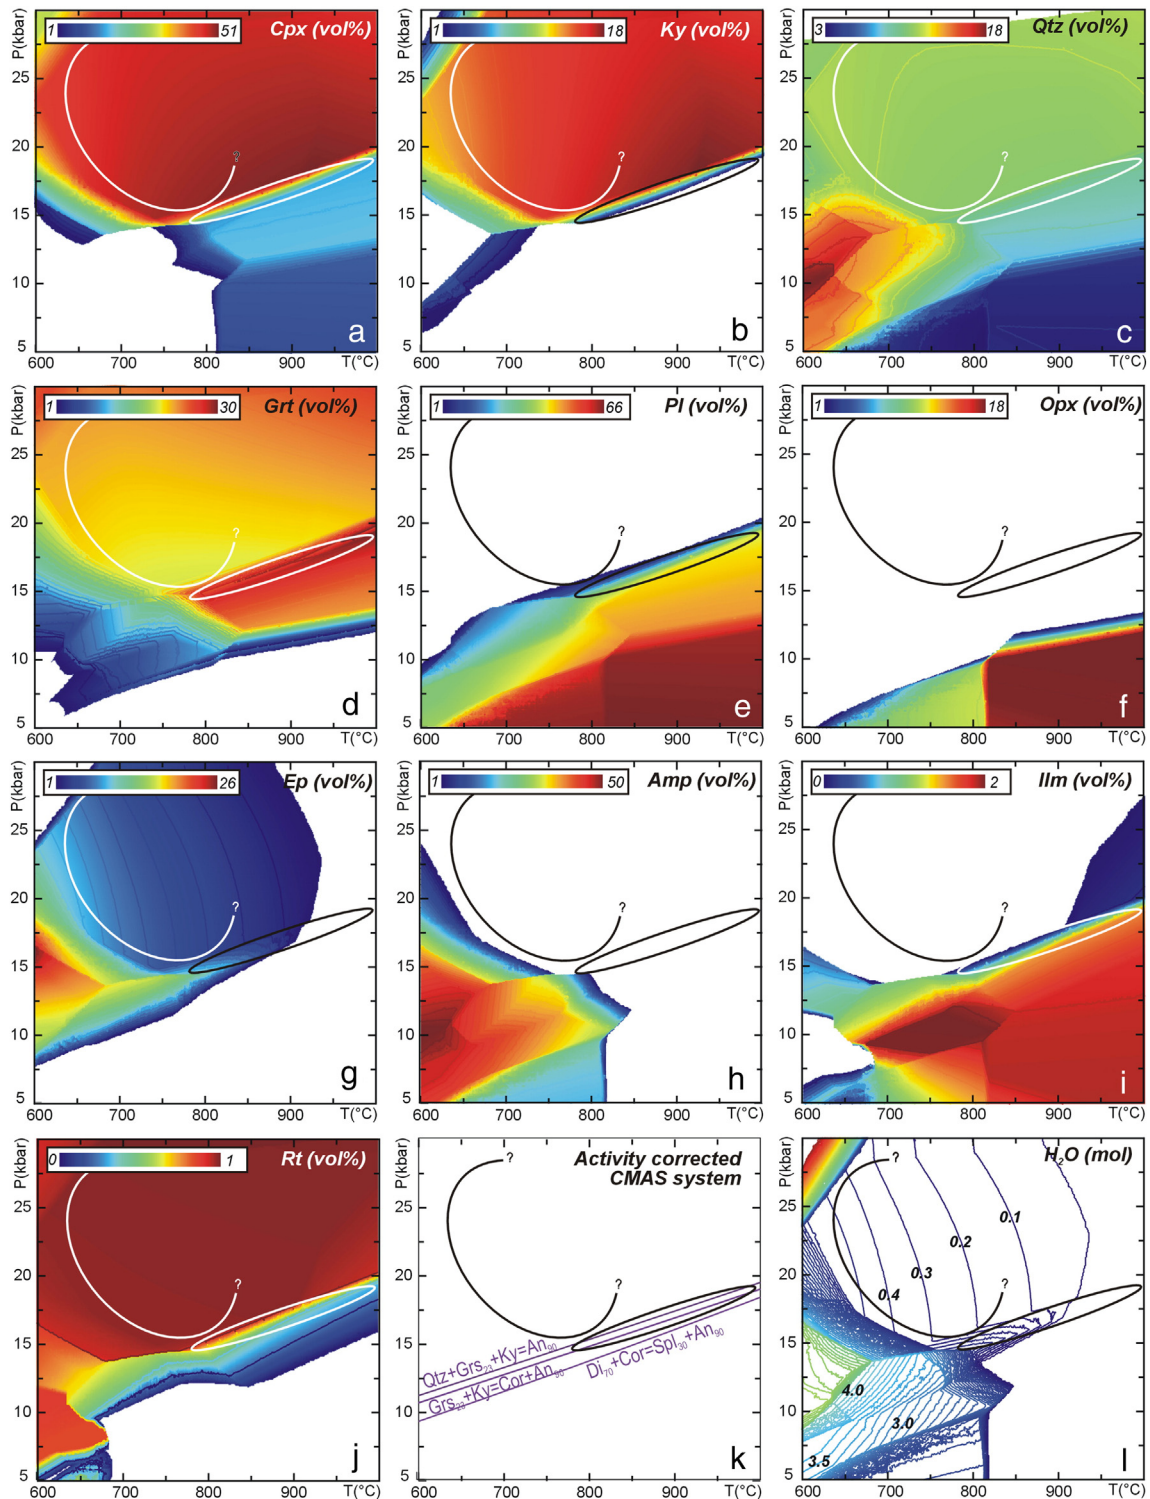 P(kbar)
1 51 Cpx (vol%)
25
20
15
10
5
?
a
600 700 800 900 T(°C)
P(kbar)
1 18 Ky (vol%)
25
20
15
10
5
?
b
600 700 800 900 T(°C)
P(kbar)
3 18 Qtz (vol%)
25
20
15
10
5
?
c
600 700 800 900 T(°C)
P(kbar)
1 30 Grt (vol%)
25
20
15
10
5
?
d
600 700 800 900 T(°C)
P(kbar)
1 66 Pl (vol%)
25
20
15
10
5
?
e
600 700 800 900 T(°C)
P(kbar)
1 18 Opx (vol%)
25
20
15
10
5
?
f
600 700 800 900 T(°C)
P(kbar)
1 26 Ep (vol%)
25
20
15
10
5
?
g
600 700 800 900 T(°C)
P(kbar)
1 50 Amp (vol%)
25
20
15
10
5
?
h
600 700 800 900 T(°C)
P(kbar)
0 2 Ilm (vol%)
25
20
15
10
5
?
i
600 700 800 900 T(°C)
P(kbar)
0 1 Rt (vol%)
25
20
15
10
5
?
j
600 700 800 900 T(°C)
P(kbar)
? Activity corrected
CMAS system
25
20
15
10
5
?
Qtz+Grs₂₃+Ky=An₉₀
Grs₂₃+Ky=Cor+An₉₀
Di₇₀+Cor=Spl₃₀+An₉₀
k
600 700 800 900 T(°C)
P(kbar)
? H₂O (mol)
25
20
15
10
5
0.1
0.2
0.3
0.4
?
4.0
3.0
3.5
l
600 700 800 900 T(°C)